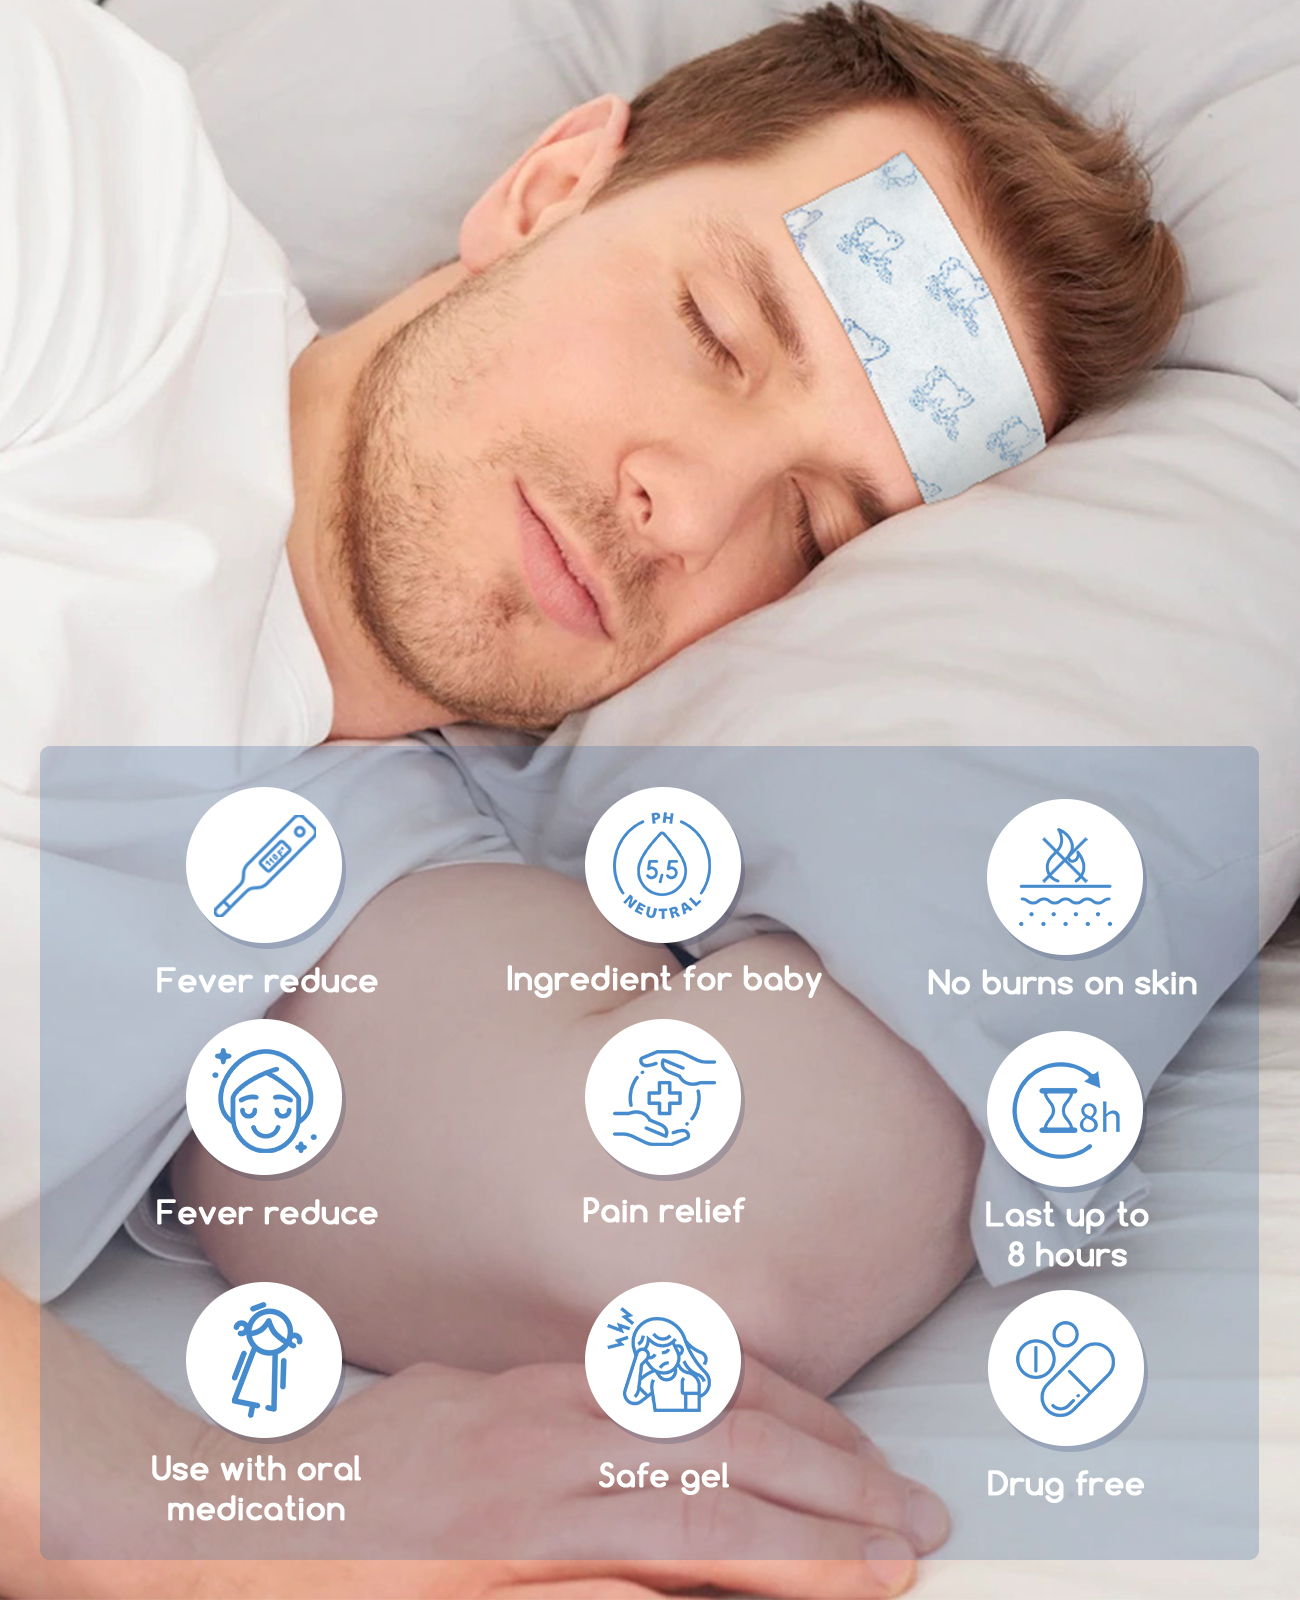 PH
5,5
NEUTRAL
Fever reduce
Ingredient for baby
No burns on skin
8h
Fever reduce
Pain relief
Last up to
8 hours
Use with oral
medication
Safe gel
Drug free